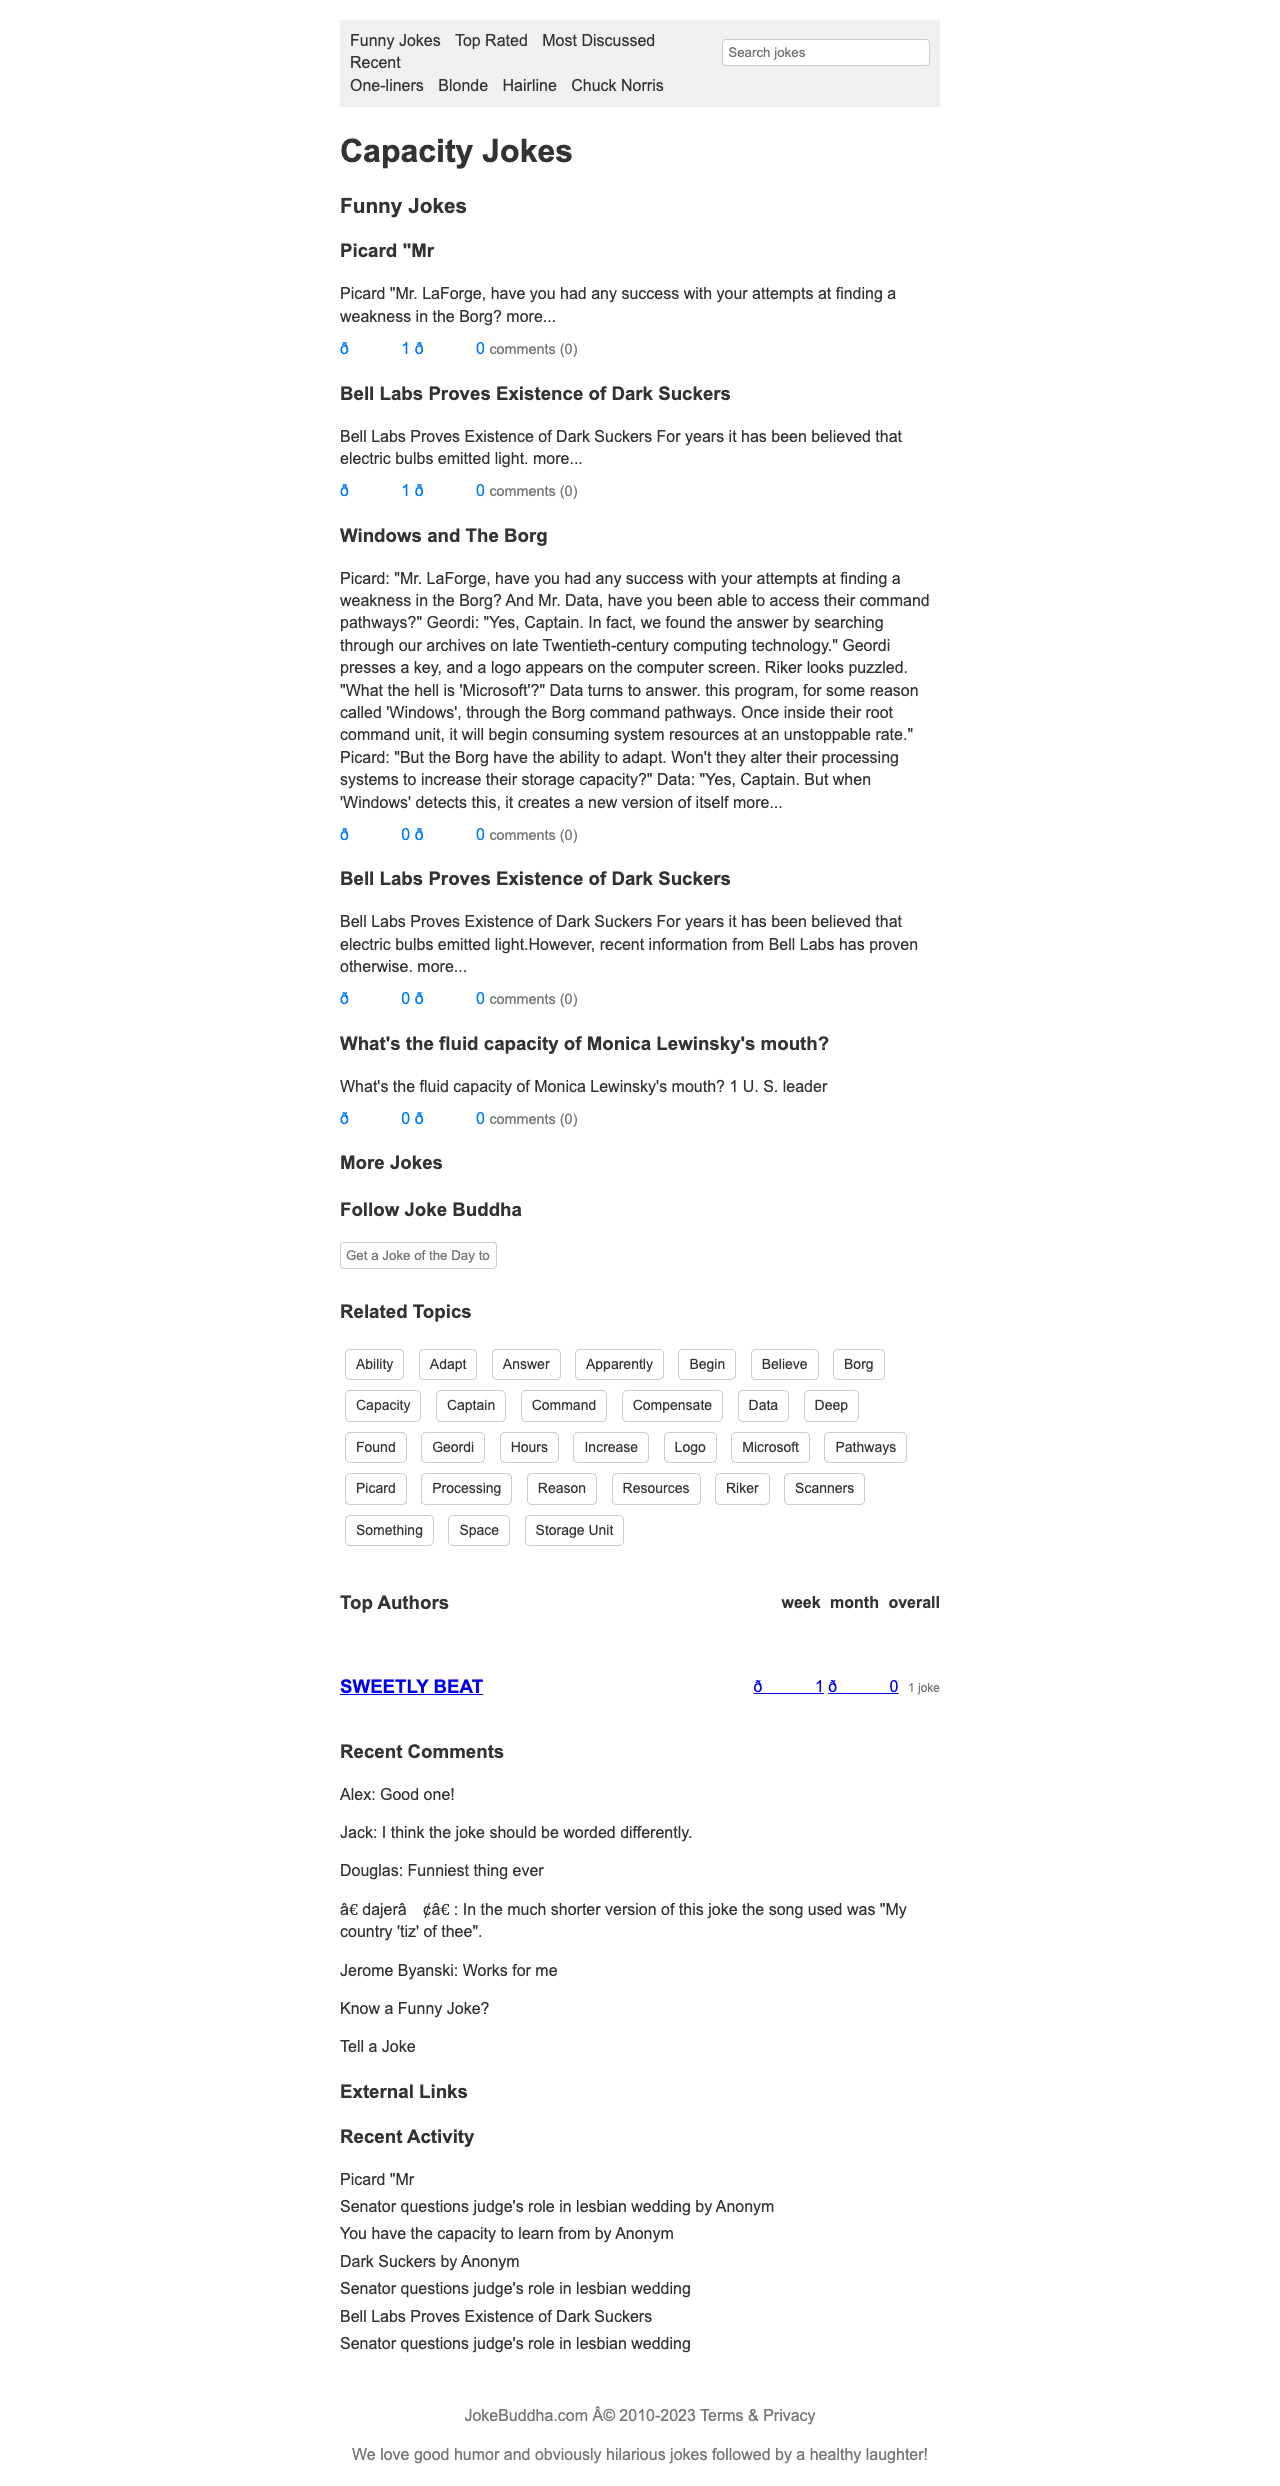 Funny Jokes Top Rated Most Discussed
Recent
One-liners Blonde Hairline Chuck Norris
Search jokes
Capacity Jokes
Funny Jokes
Picard "Mr
Picard "Mr. LaForge, have you had any success with your attempts at finding a
weakness in the Borg? more...
ð 1 ð 0 comments (0)
Bell Labs Proves Existence of Dark Suckers
Bell Labs Proves Existence of Dark Suckers For years it has been believed that
electric bulbs emitted light. more...
ð 1 ð 0 comments (0)
Windows and The Borg
Picard: "Mr. LaForge, have you had any success with your attempts at finding a
weakness in the Borg? And Mr. Data, have you been able to access their command
pathways?" Geordi: "Yes, Captain. In fact, we found the answer by searching
through our archives on late Twentieth-century computing technology." Geordi
presses a key, and a logo appears on the computer screen. Riker looks puzzled.
"What the hell is 'Microsoft'?" Data turns to answer. this program, for some reason
called 'Windows', through the Borg command pathways. Once inside their root
command unit, it will begin consuming system resources at an unstoppable rate."
Picard: "But the Borg have the ability to adapt. Won't they alter their processing
systems to increase their storage capacity?" Data: "Yes, Captain. But when
'Windows' detects this, it creates a new version of itself more...
ð 0 ð 0 comments (0)
Bell Labs Proves Existence of Dark Suckers
Bell Labs Proves Existence of Dark Suckers For years it has been believed that
electric bulbs emitted light.However, recent information from Bell Labs has proven
otherwise. more...
ð 0 ð 0 comments (0)
What's the fluid capacity of Monica Lewinsky's mouth?
What's the fluid capacity of Monica Lewinsky's mouth? 1 U. S. leader
ð 0 ð 0 comments (0)
More Jokes
Follow Joke Buddha
Get a Joke of the Day to
Related Topics
Ability Adapt Answer Apparently Begin Believe Borg
Capacity Captain Command Compensate Data Deep
Found Geordi Hours Increase Logo Microsoft Pathways
Picard Processing Reason Resources Riker Scanners
Something Space Storage Unit
Top Authors week month overall
SWEETLY BEAT ð 1 ð 0 1 joke
Recent Comments
Alex: Good one!
Jack: I think the joke should be worded differently.
Douglas: Funniest thing ever
â€ dajerâ ¢â€ : In the much shorter version of this joke the song used was "My
country 'tiz' of thee".
Jerome Byanski: Works for me
Know a Funny Joke?
Tell a Joke
External Links
Recent Activity
Picard "Mr
Senator questions judge's role in lesbian wedding by Anonym
You have the capacity to learn from by Anonym
Dark Suckers by Anonym
Senator questions judge's role in lesbian wedding
Bell Labs Proves Existence of Dark Suckers
Senator questions judge's role in lesbian wedding
JokeBuddha.com Â© 2010-2023 Terms & Privacy
We love good humor and obviously hilarious jokes followed by a healthy laughter!